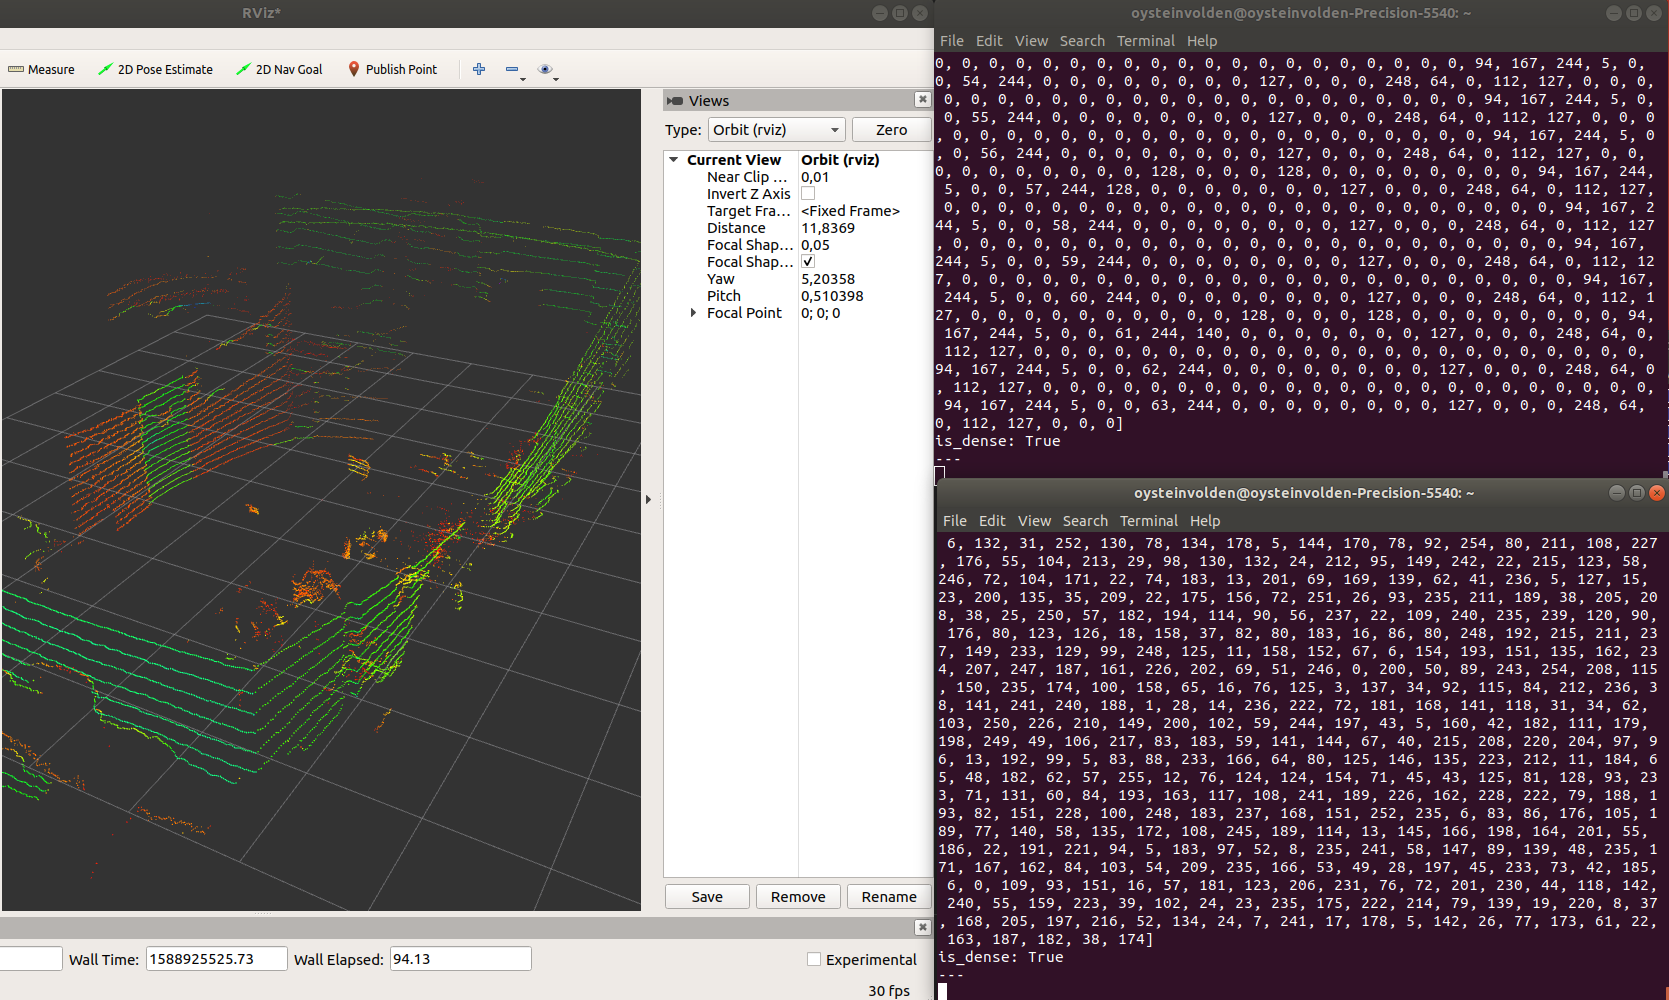 RViz*
Measure
2D Pose Estimate
2D Nav Goal
Publish Point
Views
Type:
Orbit (rviz)
Zero
Current View Orbit (rviz)
Near Clip ... 0,01
Invert Z Axis
Target Fra... <Fixed Frame>
Distance 11,8369
Focal Shap... 0,05
Focal Shap... ✓
Yaw 5,20358
Pitch 0,510398
Focal Point 0; 0; 0
Save
Remove
Rename
Wall Time: 1588925525.73
Wall Elapsed: 94.13
Experimental
30 fps
oysteinvolden@oysteinvolden-Precision-5540: ~
File Edit View Search Terminal Help
0, 0, 0, 0, 0, 0, 0, 0, 0, 0, 0, 0, 0, 0, 0, 0, 0, 0, 0, 0, 94, 167, 244, 5, 0,
0, 54, 244, 0, 0, 0, 0, 0, 0, 0, 0, 127, 0, 0, 0, 248, 64, 0, 112, 127, 0, 0, 0,
0, 0, 0, 0, 0, 0, 0, 0, 0, 0, 0, 0, 0, 0, 0, 0, 0, 0, 0, 0, 94, 167, 244, 5, 0,
0, 55, 244, 0, 0, 0, 0, 0, 0, 0, 0, 127, 0, 0, 0, 248, 64, 0, 112, 127, 0, 0, 0
, 0, 0, 0, 0, 0, 0, 0, 0, 0, 0, 0, 0, 0, 0, 0, 0, 0, 0, 0, 0, 94, 167, 244, 5, 0
, 0, 56, 244, 0, 0, 0, 0, 0, 0, 0, 0, 127, 0, 0, 0, 248, 64, 0, 112, 127, 0, 0,
0, 0, 0, 0, 0, 0, 0, 0, 128, 0, 0, 0, 128, 0, 0, 0, 0, 0, 0, 0, 0, 94, 167, 244,
5, 0, 0, 57, 244, 128, 0, 0, 0, 0, 0, 0, 0, 127, 0, 0, 0, 248, 64, 0, 112, 127,
0, 0, 0, 0, 0, 0, 0, 0, 0, 0, 0, 0, 0, 0, 0, 0, 0, 0, 0, 0, 0, 0, 0, 94, 167, 2
44, 5, 0, 0, 58, 244, 0, 0, 0, 0, 0, 0, 0, 0, 127, 0, 0, 0, 248, 64, 0, 112, 127
, 0, 0, 0, 0, 0, 0, 0, 0, 0, 0, 0, 0, 0, 0, 0, 0, 0, 0, 0, 0, 0, 0, 0, 94, 167,
244, 5, 0, 0, 59, 244, 0, 0, 0, 0, 0, 0, 0, 0, 127, 0, 0, 0, 248, 64, 0, 112, 12
7, 0, 0, 0, 0, 0, 0, 0, 0, 0, 0, 0, 0, 0, 0, 0, 0, 0, 0, 0, 0, 0, 0, 0, 94, 167,
244, 5, 0, 0, 60, 244, 0, 0, 0, 0, 0, 0, 0, 0, 127, 0, 0, 0, 248, 64, 0, 112, 1
27, 0, 0, 0, 0, 0, 0, 0, 0, 0, 0, 128, 0, 0, 0, 128, 0, 0, 0, 0, 0, 0, 0, 0, 94,
167, 244, 5, 0, 0, 61, 244, 140, 0, 0, 0, 0, 0, 0, 0, 127, 0, 0, 0, 248, 64, 0,
112, 127, 0, 0, 0, 0, 0, 0, 0, 0, 0, 0, 0, 0, 0, 0, 0, 0, 0, 0, 0, 0, 0, 0, 0,
94, 167, 244, 5, 0, 0, 62, 244, 0, 0, 0, 0, 0, 0, 0, 0, 127, 0, 0, 0, 248, 64, 0
, 112, 127, 0, 0, 0, 0, 0, 0, 0, 0, 0, 0, 0, 0, 0, 0, 0, 0, 0, 0, 0, 0, 0, 0, 0,
94, 167, 244, 5, 0, 0, 63, 244, 0, 0, 0, 0, 0, 0, 0, 0, 127, 0, 0, 0, 248, 64,
0, 112, 127, 0, 0, 0]
is_dense: True
---
oysteinvolden@oysteinvolden-Precision-5540: ~
File Edit View Search Terminal Help
6, 132, 31, 252, 130, 78, 134, 178, 5, 144, 170, 78, 92, 254, 80, 211, 108, 227
, 176, 55, 104, 213, 29, 98, 130, 132, 24, 212, 95, 149, 242, 22, 215, 123, 58,
246, 72, 104, 171, 22, 74, 183, 13, 201, 69, 169, 139, 62, 41, 236, 5, 127, 15,
23, 200, 135, 35, 209, 22, 175, 156, 72, 251, 26, 93, 235, 211, 189, 38, 205, 20
8, 38, 25, 250, 57, 182, 194, 114, 90, 56, 237, 22, 109, 240, 235, 239, 120, 90,
176, 80, 123, 126, 18, 158, 37, 82, 80, 183, 16, 86, 80, 248, 192, 215, 211, 23
7, 149, 233, 129, 99, 248, 125, 11, 158, 152, 67, 6, 154, 193, 151, 135, 162, 23
4, 207, 247, 187, 161, 226, 202, 69, 51, 246, 0, 200, 50, 89, 243, 254, 208, 115
, 150, 235, 174, 100, 158, 65, 16, 76, 125, 3, 137, 34, 92, 115, 84, 212, 236, 3
8, 141, 241, 240, 188, 1, 28, 14, 236, 222, 72, 181, 168, 141, 118, 31, 34, 62,
103, 250, 226, 210, 149, 200, 102, 59, 244, 197, 43, 5, 160, 42, 182, 111, 179,
198, 249, 49, 106, 217, 83, 183, 59, 141, 144, 67, 40, 215, 208, 220, 204, 97, 9
6, 13, 192, 99, 5, 83, 88, 233, 166, 64, 80, 125, 146, 135, 223, 212, 11, 184, 6
5, 48, 182, 62, 57, 255, 12, 76, 124, 124, 154, 71, 45, 43, 125, 81, 128, 93, 23
3, 71, 131, 60, 84, 193, 163, 117, 108, 241, 189, 226, 162, 228, 222, 79, 188, 1
93, 82, 151, 228, 100, 248, 183, 237, 168, 151, 252, 235, 6, 83, 86, 176, 105, 1
89, 77, 140, 58, 135, 172, 108, 245, 189, 114, 13, 145, 166, 198, 164, 201, 55,
186, 22, 191, 221, 94, 5, 183, 97, 52, 8, 235, 241, 58, 147, 89, 139, 48, 235, 1
71, 167, 162, 84, 103, 54, 209, 235, 166, 53, 49, 28, 197, 45, 233, 73, 42, 185,
6, 0, 109, 93, 151, 16, 57, 181, 123, 206, 231, 76, 72, 201, 230, 44, 118, 142,
240, 55, 159, 223, 39, 102, 24, 23, 235, 175, 222, 214, 79, 139, 19, 220, 8, 37
, 168, 205, 197, 216, 52, 134, 24, 7, 241, 17, 178, 5, 142, 26, 77, 173, 61, 22,
163, 187, 182, 38, 174]
is_dense: True
---